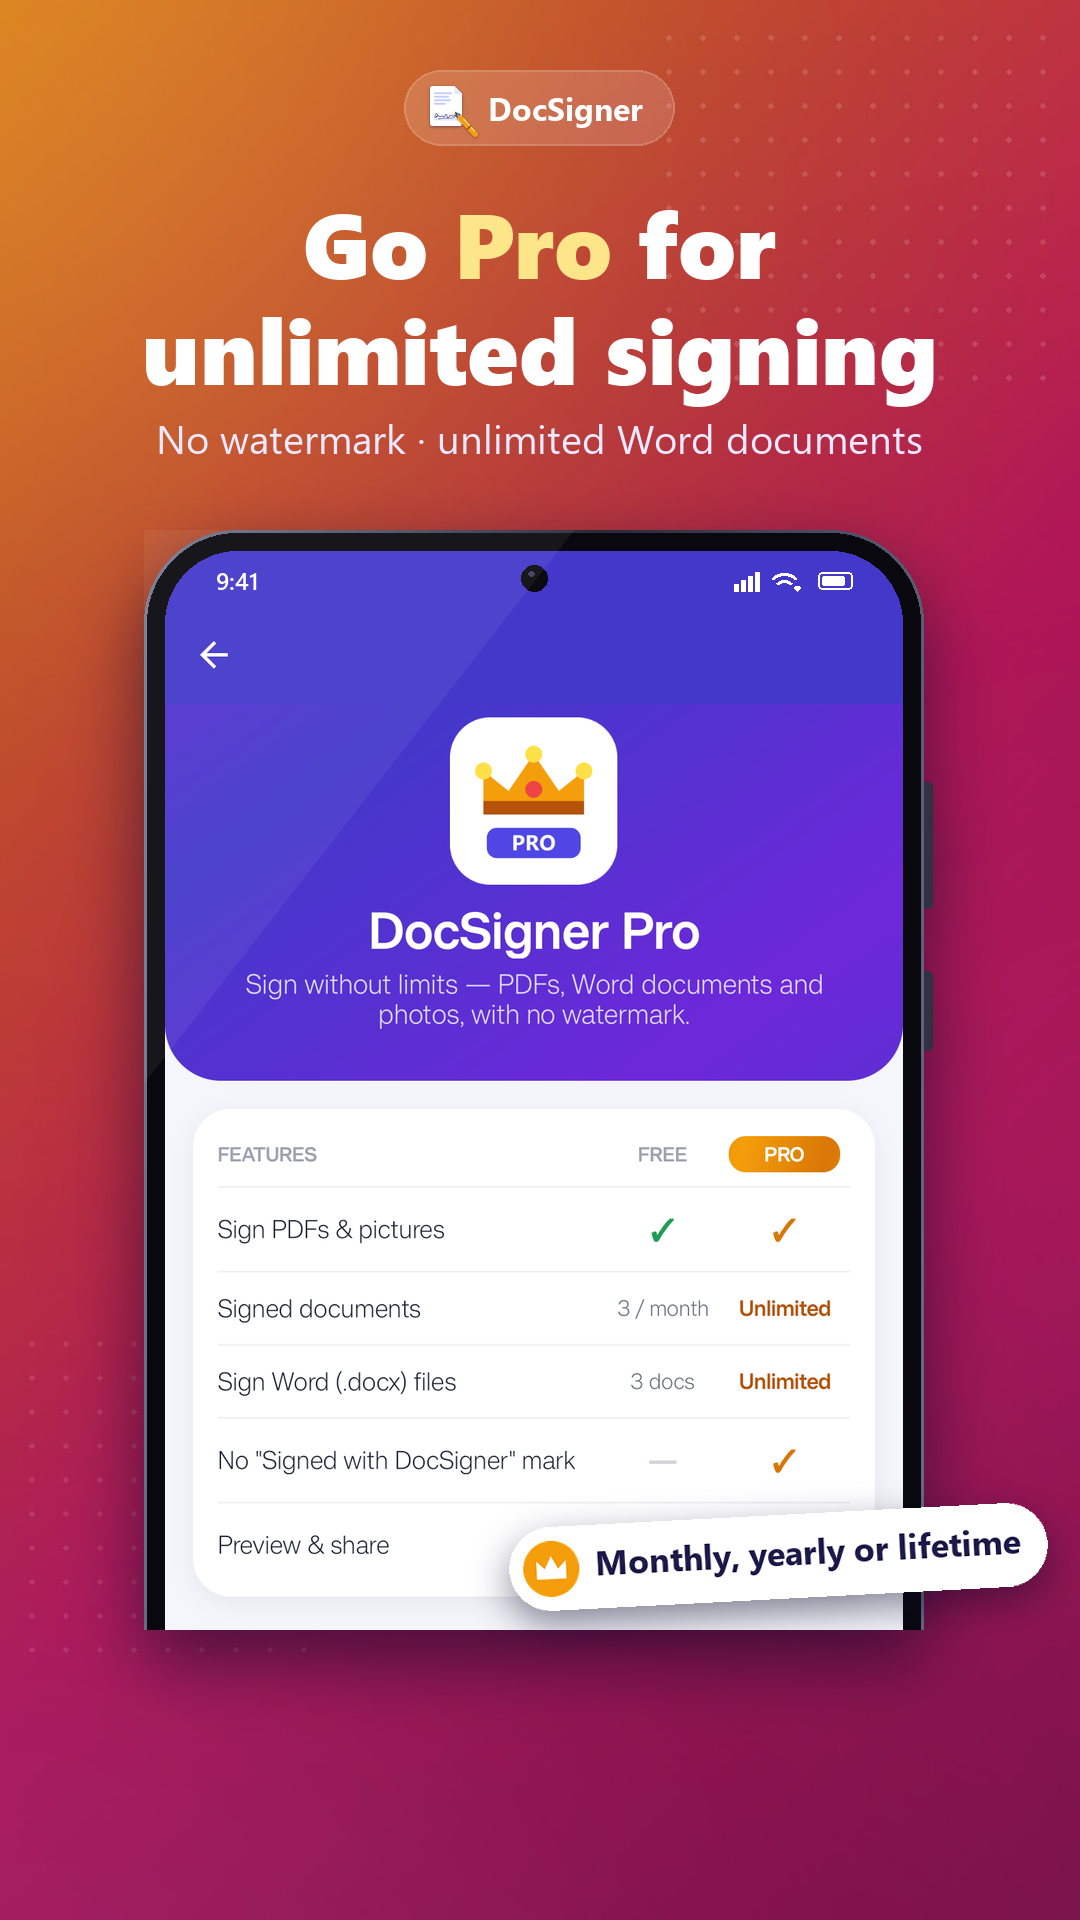 DocSigner
Go Pro for
unlimited signing
No watermark · unlimited Word documents
9:41
PRO
DocSigner Pro
Sign without limits — PDFs, Word documents and
photos, with no watermark.
FEATURES FREE PRO
Sign PDFs & pictures ✓ ✓
Signed documents 3 / month Unlimited
Sign Word (.docx) files 3 docs Unlimited
No "Signed with DocSigner" mark — ✓
Preview & share
Monthly, yearly or lifetime